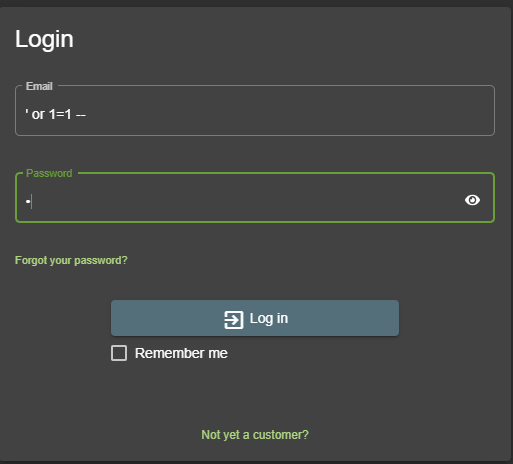 Login
Email
' or 1=1 --
Password
•
Forgot your password?
Log in
Remember me
Not yet a customer?